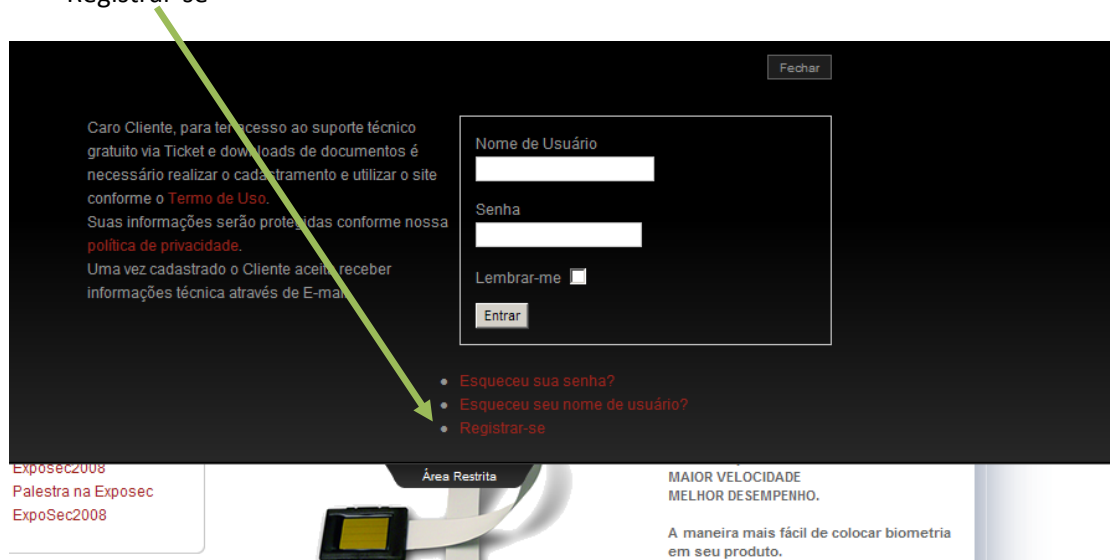 Registrar-se
Fechar
Caro Cliente, para ter acesso ao suporte técnico
gratuito via Ticket e downloads de documentos é
necessário realizar o cadastramento e utilizar o site
conforme o Termo de Uso.
Suas informações serão protegidas conforme nossa
política de privacidade.
Uma vez cadastrado o Cliente aceita receber
informações técnica através de E-mail
Nome de Usuário
Senha
Lembrar-me
Entrar
Esqueceu sua senha?
Esqueceu seu nome de usuário?
Registrar-se
Exposec2008
Palestra na Exposec
ExpoSec2008
Área Restrita
MAIOR VELOCIDADE
MELHOR DESEMPENHO.
A maneira mais fácil de colocar biometria
em seu produto.